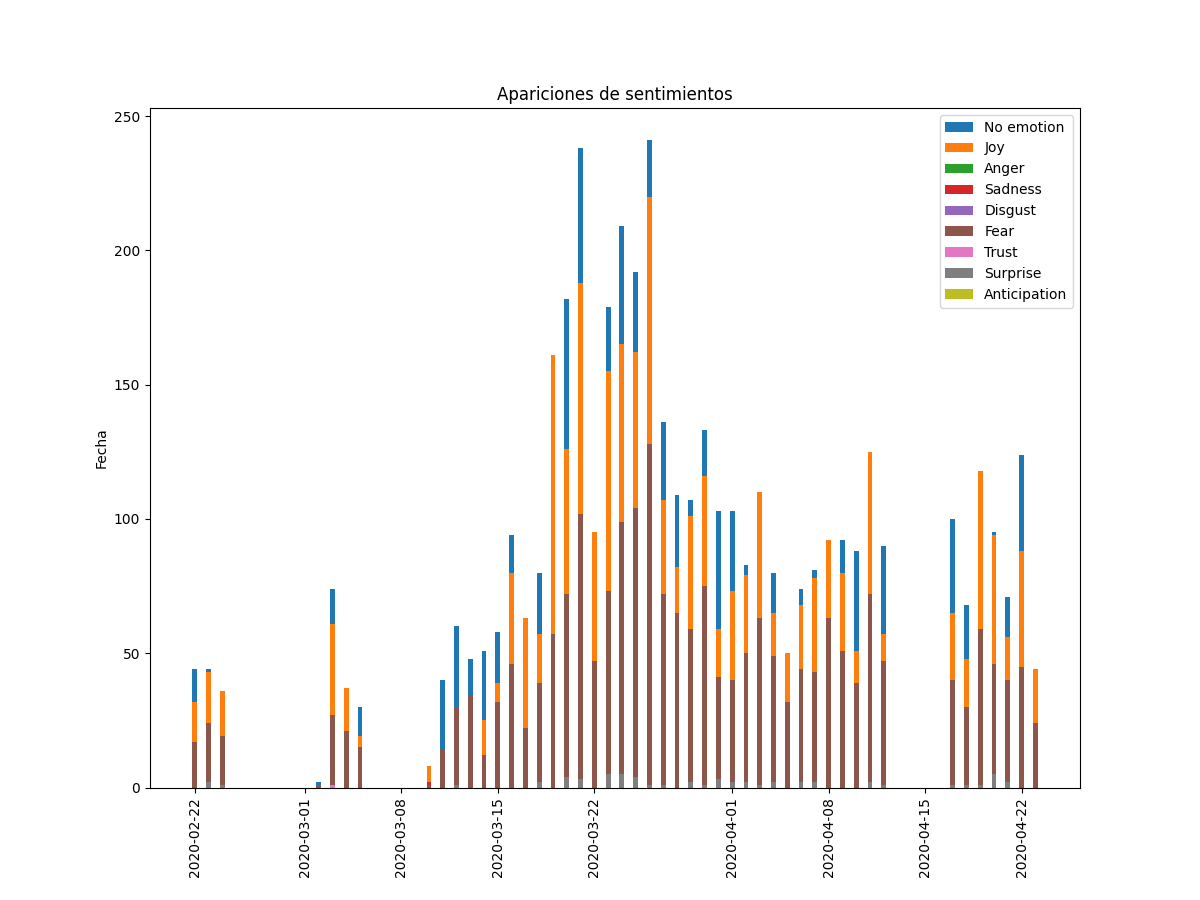 Apariciones de sentimientos
250
200
150
100
50
0
Fecha
No emotion
Joy
Anger
Sadness
Disgust
Fear
Trust
Surprise
Anticipation
2020-02-22
2020-03-01
2020-03-08
2020-03-15
2020-03-22
2020-04-01
2020-04-08
2020-04-15
2020-04-22